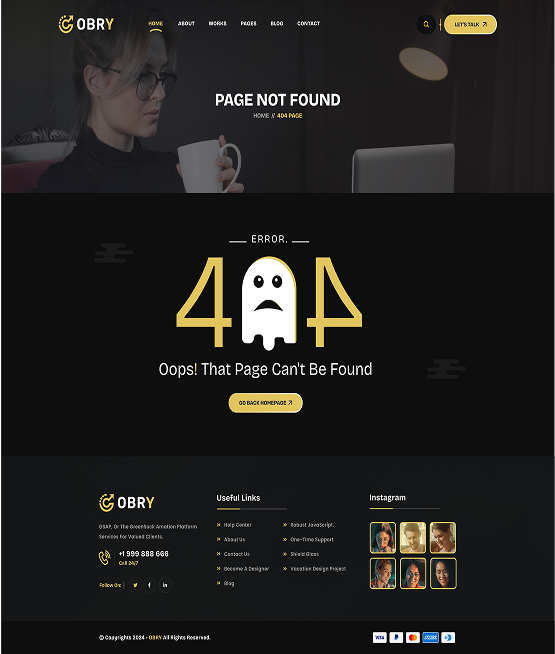 OBRY
HOME ABOUT WORKS PAGES BLOG CONTACT
LET'S TALK
PAGE NOT FOUND
HOME // 404 PAGE
ERROR.
404
Oops! That Page Can't Be Found
GO BACK HOMEPAGE
OBRY
GSAP, Or The GreenSock Amation Platform
Services For Valued Clients.
+1 999 888 666
Call 24/7
Follow On:
Useful Links
Help Center
About Us
Contact Us
Become A Designer
Blog
Robust JavaScript.
One-Time Support
Shield Glass
Vacation Design Project
Instagram
© Copyrights 2024 - OBRY All Rights Reserved.
VISA